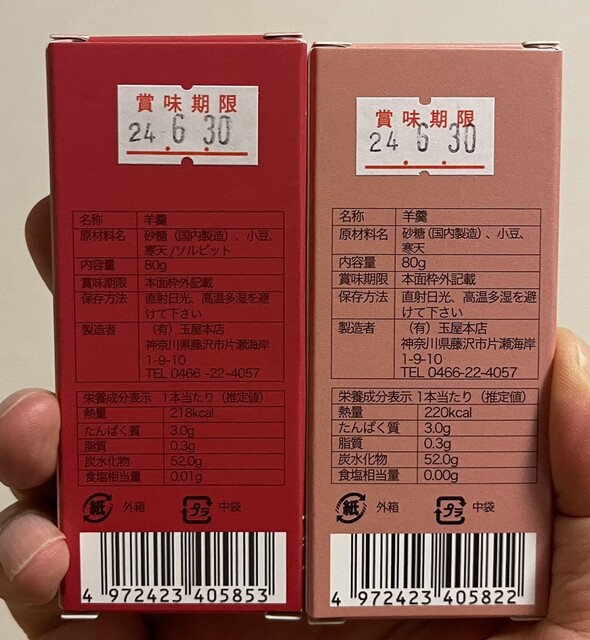 賞味期限
24 6 30
名称 羊羹
原材料名 砂糖（国内製造）、小豆、
寒天/ソルビット
内容量 80g
賞味期限 本面枠外記載
保存方法 直射日光、高温多湿を避
けて下さい
製造者 （有）玉屋本店
神奈川県藤沢市片瀬海岸
1-9-10
TEL 0466 -22-4057
栄養成分表示 1本当たり（推定値）
熱量 218kcal
たんぱく質 3.0g
脂質 0.3g
炭水化物 52.0g
食塩相当量 0.01g
紙 外箱 プラ 中袋
4 972423 405853
賞味期限
24 6 30
名称 羊羹
原材料名 砂糖（国内製造）、小豆、
寒天
内容量 80g
賞味期限 本面枠外記載
保存方法 直射日光、高温多湿を避
けて下さい
製造者 （有）玉屋本店
神奈川県藤沢市片瀬海岸
1-9-10
TEL 0466 -22-4057
栄養成分表示 1本当たり（推定値）
熱量 220kcal
たんぱく質 3.0g
脂質 0.3g
炭水化物 52.0g
食塩相当量 0.00g
紙 外箱 プラ 中袋
4 972423 405822